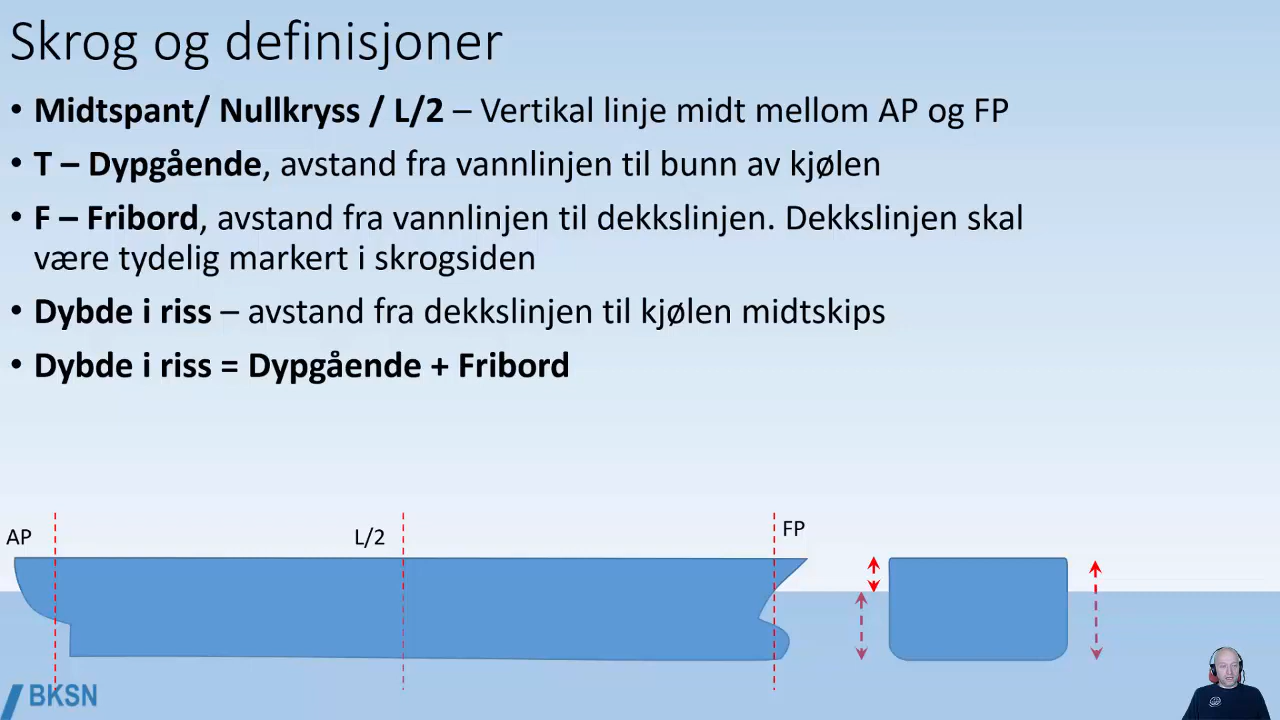 Skrog og definisjoner
• Midtspant/ Nullkryss / L/2 – Vertikal linje midt mellom AP og FP
• T – Dypgående, avstand fra vannlinjen til bunn av kjølen
• F – Fribord, avstand fra vannlinjen til dekkslinjen. Dekkslinjen skal
være tydelig markert i skrogsiden
• Dybde i riss – avstand fra dekkslinjen til kjølen midtskips
• Dybde i riss = Dypgående + Fribord
AP
L/2
FP
BKSN